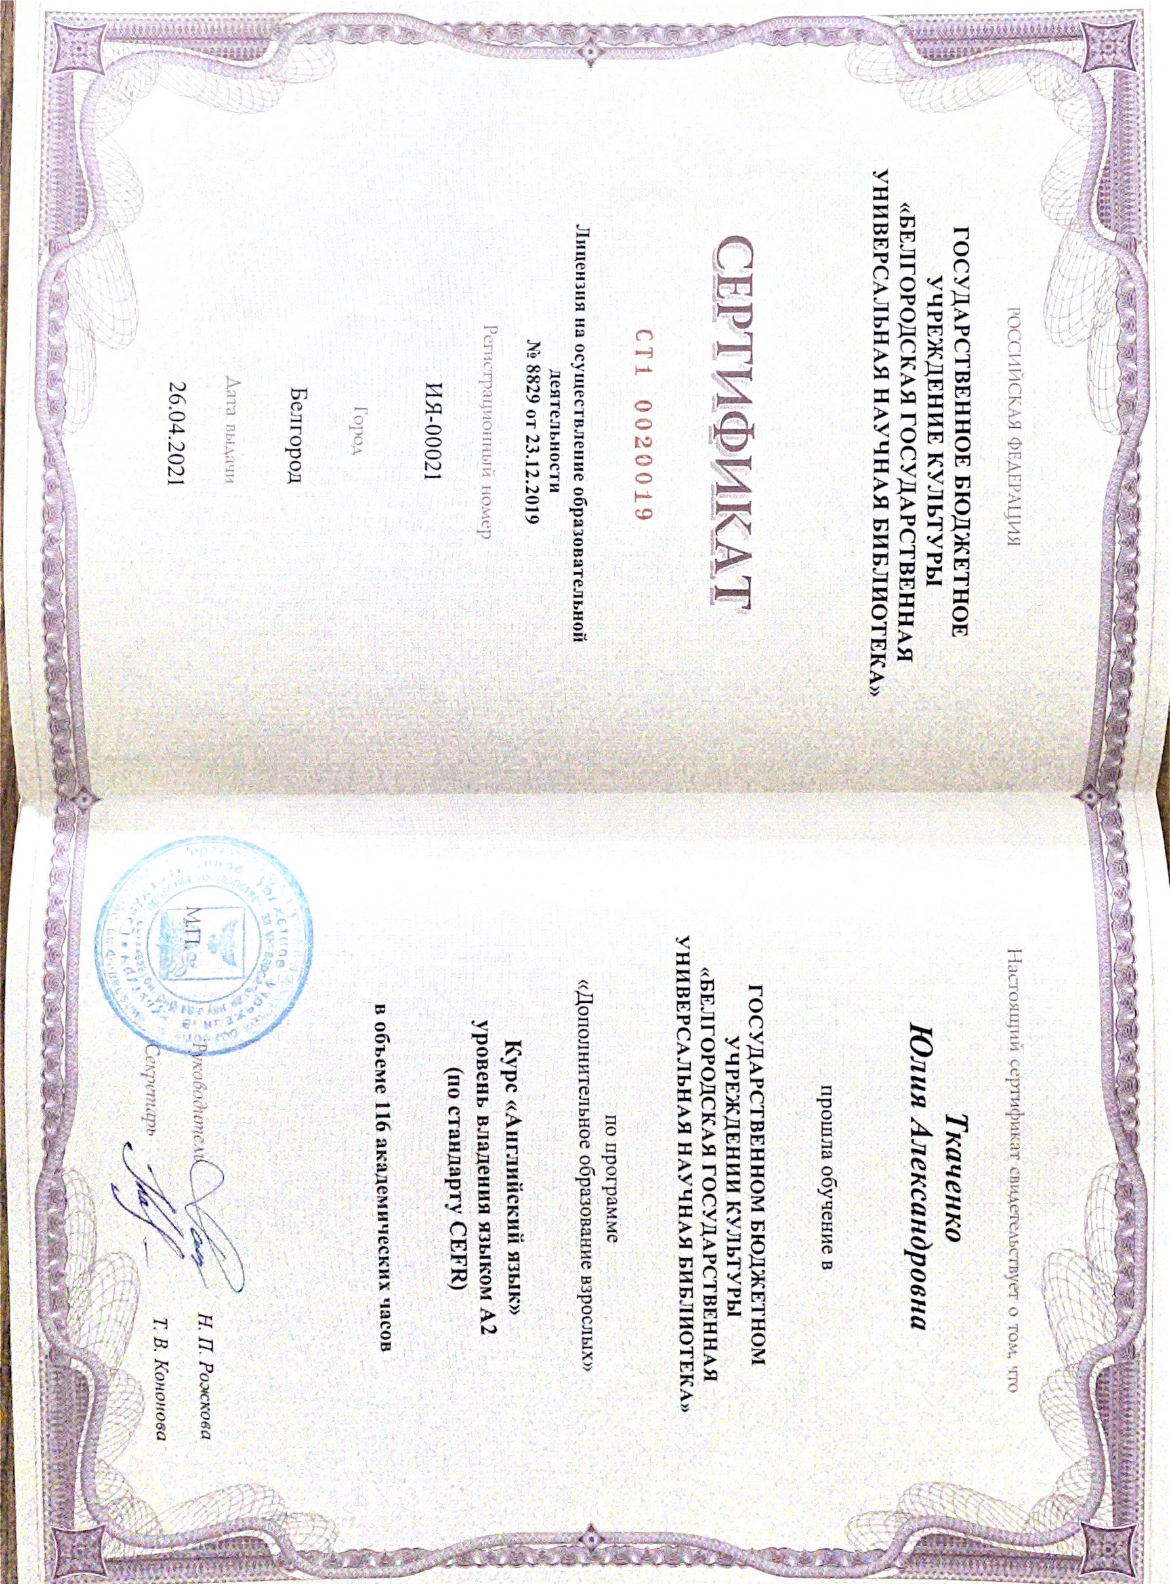 РОССИЙСКАЯ ФЕДЕРАЦИЯ
ГОСУДАРСТВЕННОЕ БЮДЖЕТНОЕ
УЧРЕЖДЕНИЕ КУЛЬТУРЫ
«БЕЛГОРОДСКАЯ ГОСУДАРСТВЕННАЯ
УНИВЕРСАЛЬНАЯ НАУЧНАЯ БИБЛИОТЕКА»
СЕРТИФИКАТ
СТ1 0020019
Лицензия на осуществление образовательной
деятельности
№ 8829 от 23.12.2019
Регистрационный номер
ИЯ-00021
Город
Белгород
Дата выдачи
26.04.2021
Настоящий сертификат свидетельствует о том, что
Ткаченко
Юлия Александровна
прошла обучение в
ГОСУДАРСТВЕННОМ БЮДЖЕТНОМ
УЧРЕЖДЕНИИ КУЛЬТУРЫ
«БЕЛГОРОДСКАЯ ГОСУДАРСТВЕННАЯ
УНИВЕРСАЛЬНАЯ НАУЧНАЯ БИБЛИОТЕКА»
по программе
«Дополнительное образование взрослых»
Курс «Английский язык»
уровень владения языком А2
(по стандарту CEFR)
в объеме 116 академических часов
М.П.
Руководитель Н. П. Рожкова
Секретарь Т. В. Кононова